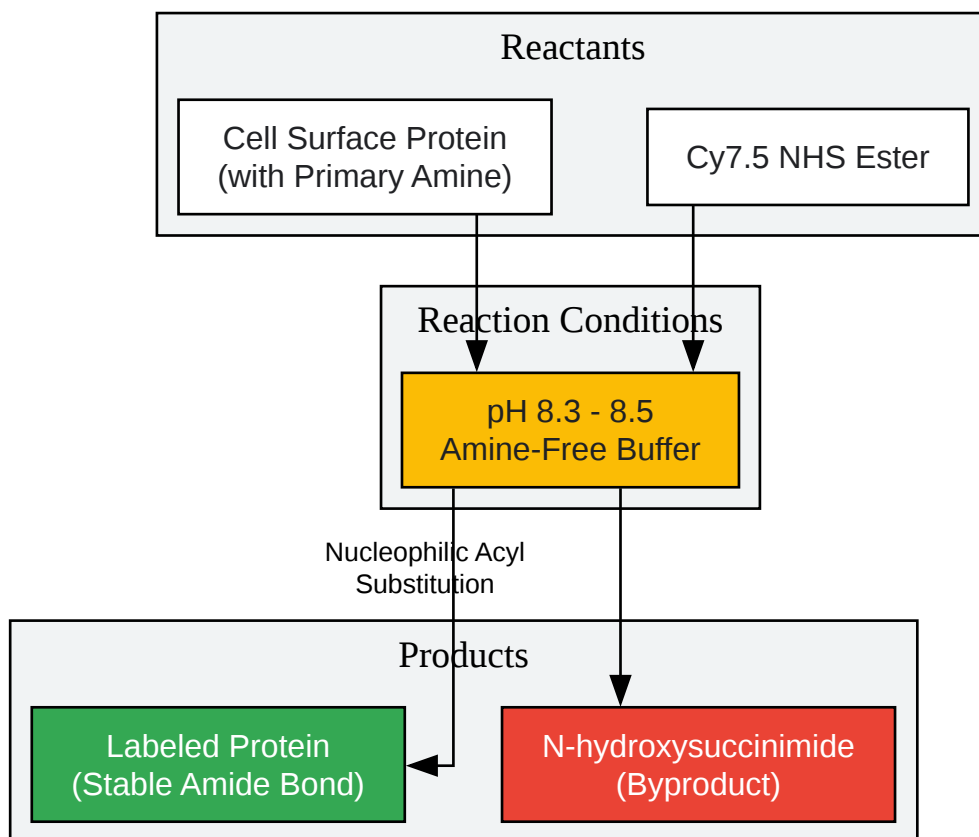 Reactants
Cell Surface Protein
(with Primary Amine)
Cy7.5 NHS Ester
Reaction Conditions
pH 8.3 - 8.5
Amine-Free Buffer
Nucleophilic Acyl
Substitution
Products
Labeled Protein
(Stable Amide Bond)
N-hydroxysuccinimide
(Byproduct)